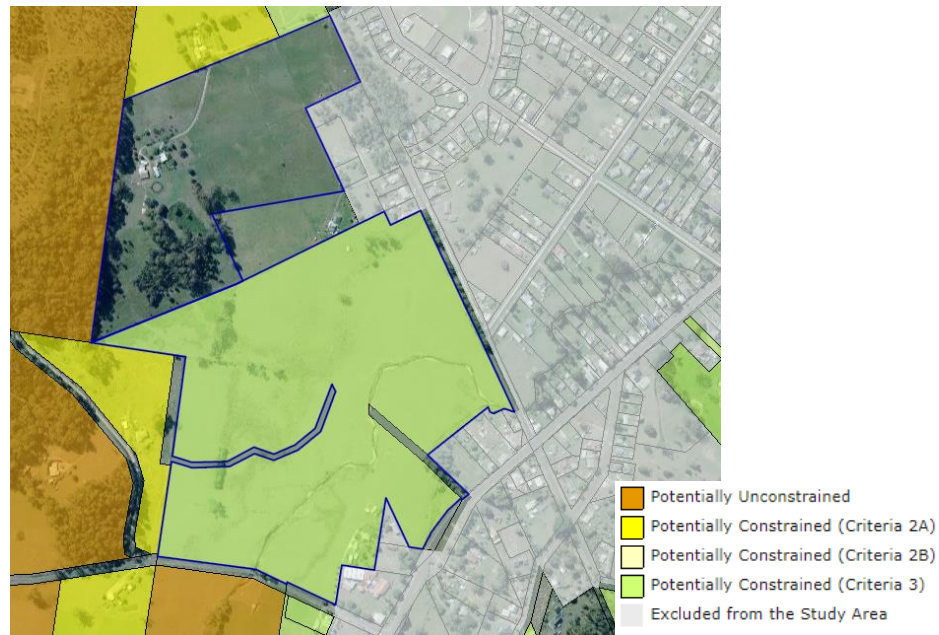 Potentially Unconstrained
Potentially Constrained (Criteria 2A)
Potentially Constrained (Criteria 2B)
Potentially Constrained (Criteria 3)
Excluded from the Study Area